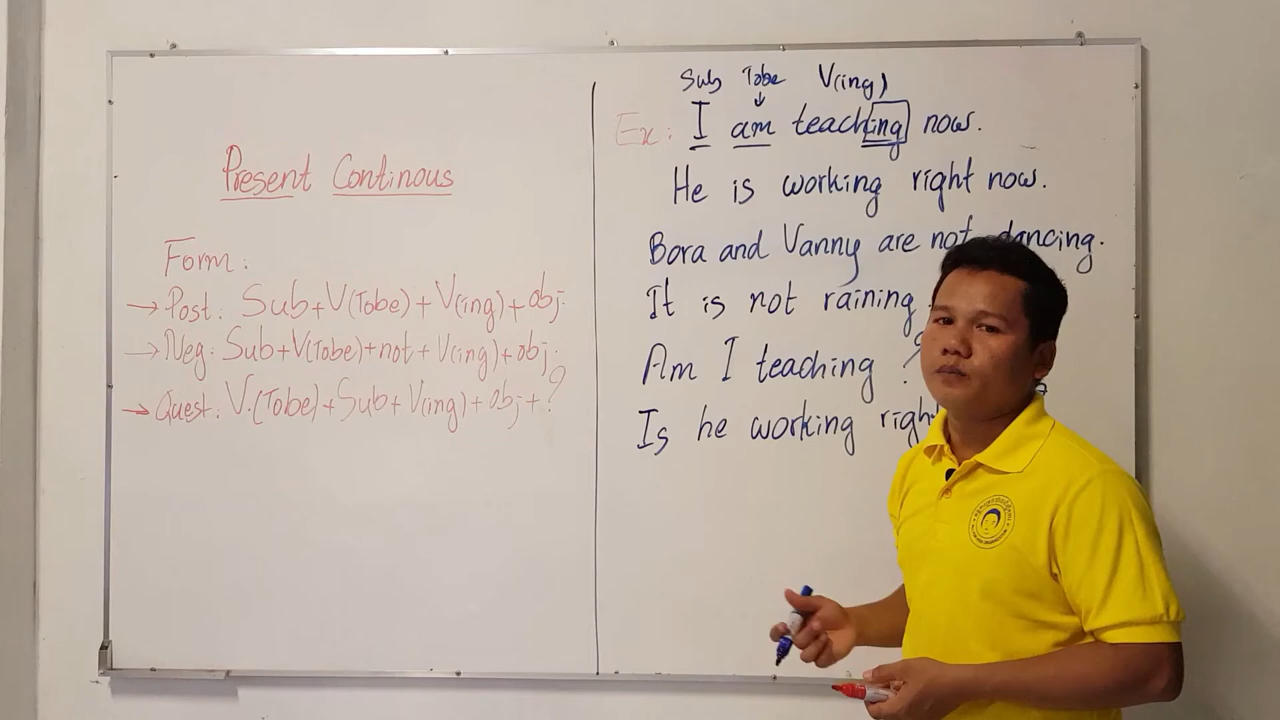 Present Continous
Form:
→ Post: Sub+V(Tobe)+V(ing)+obj.
→ Neg: Sub+V(Tobe)+not+V(ing)+obj.
→ Quest: V.(Tobe)+Sub+V(ing)+obj+?
Sub Tobe V(ing)
↓
Ex: I am teaching now.
He is working right now.
Bora and Vanny are not dancing.
It is not raining
Am I teaching ?
Is he working right